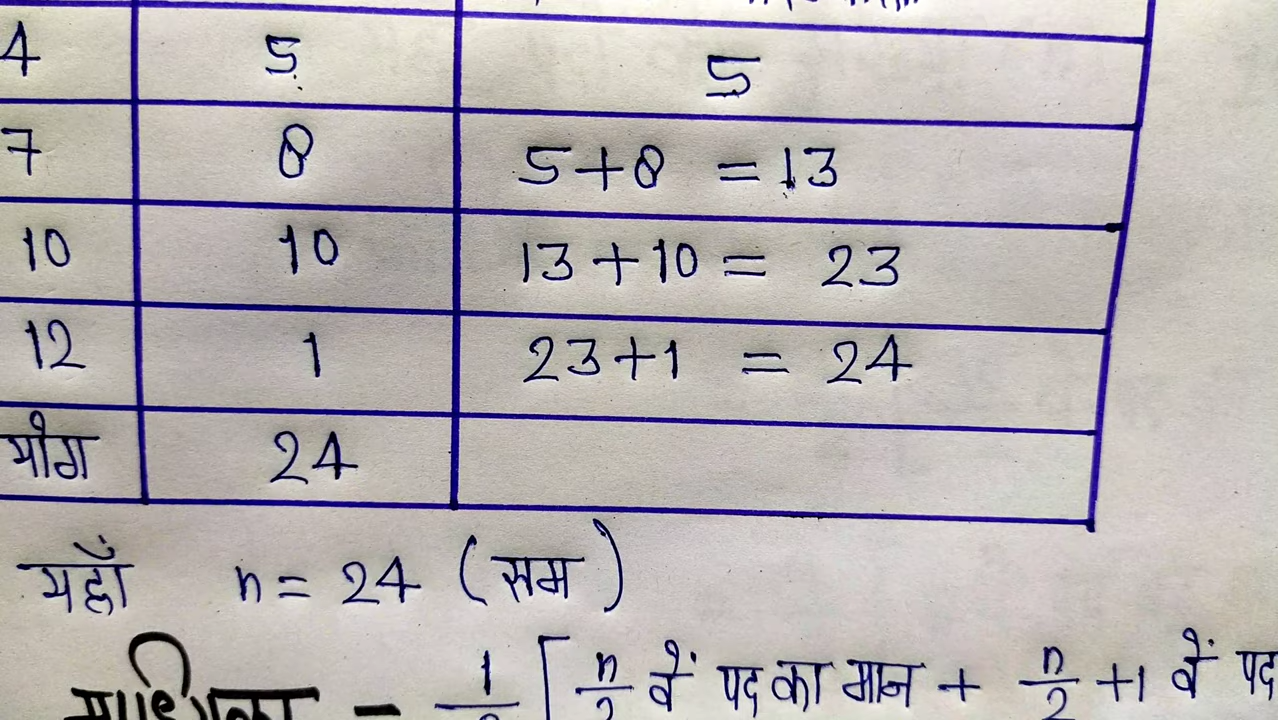 4 5 5
7 8 5+8 = 13
10 10 13+10 = 23
12 1 23+1 = 24
योग 24
यहाँ n = 24 (सम)
माध्यिका = 1/2 [ n/2 वें पद का मान + n/2 +1 वें पद